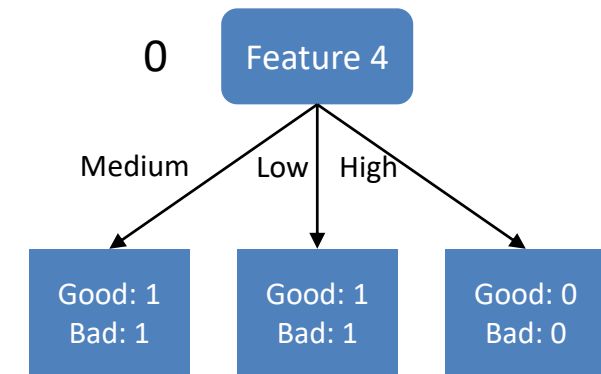 0
Feature 4
Medium
Low
High
Good: 1
Bad: 1
Good: 1
Bad: 1
Good: 0
Bad: 0